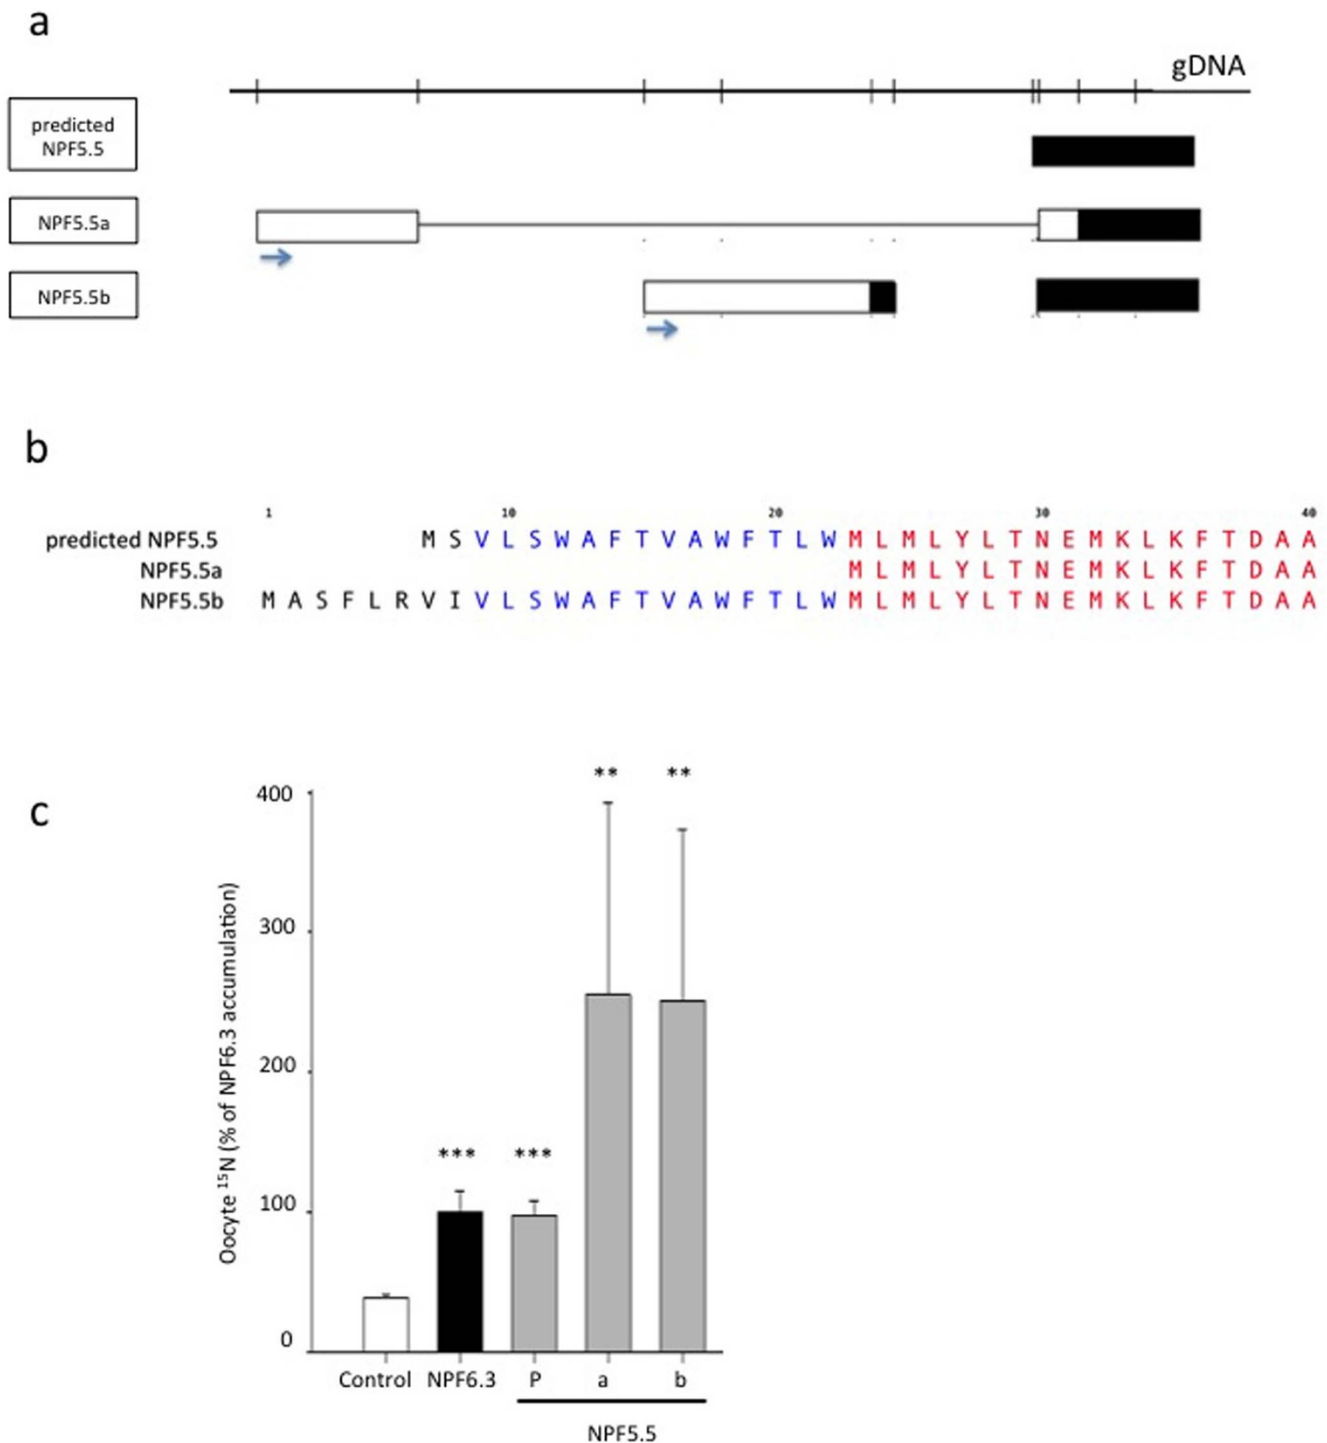 a
gDNA
predicted
NPF5.5
NPF5.5a
NPF5.5b
b
1 10 20 30 40
predicted NPF5.5 M S V L S W A F T V A W F T L W M L M L Y L T N E M K L K F T D A A
NPF5.5a M L M L Y L T N E M K L K F T D A A
NPF5.5b M A S F L R V I V L S W A F T V A W F T L W M L M L Y L T N E M K L K F T D A A
c
Oocyte ¹⁵N (% of NPF6.3 accumulation)
400
300
200
100
0
** **
*** ***
Control NPF6.3 P a b
NPF5.5